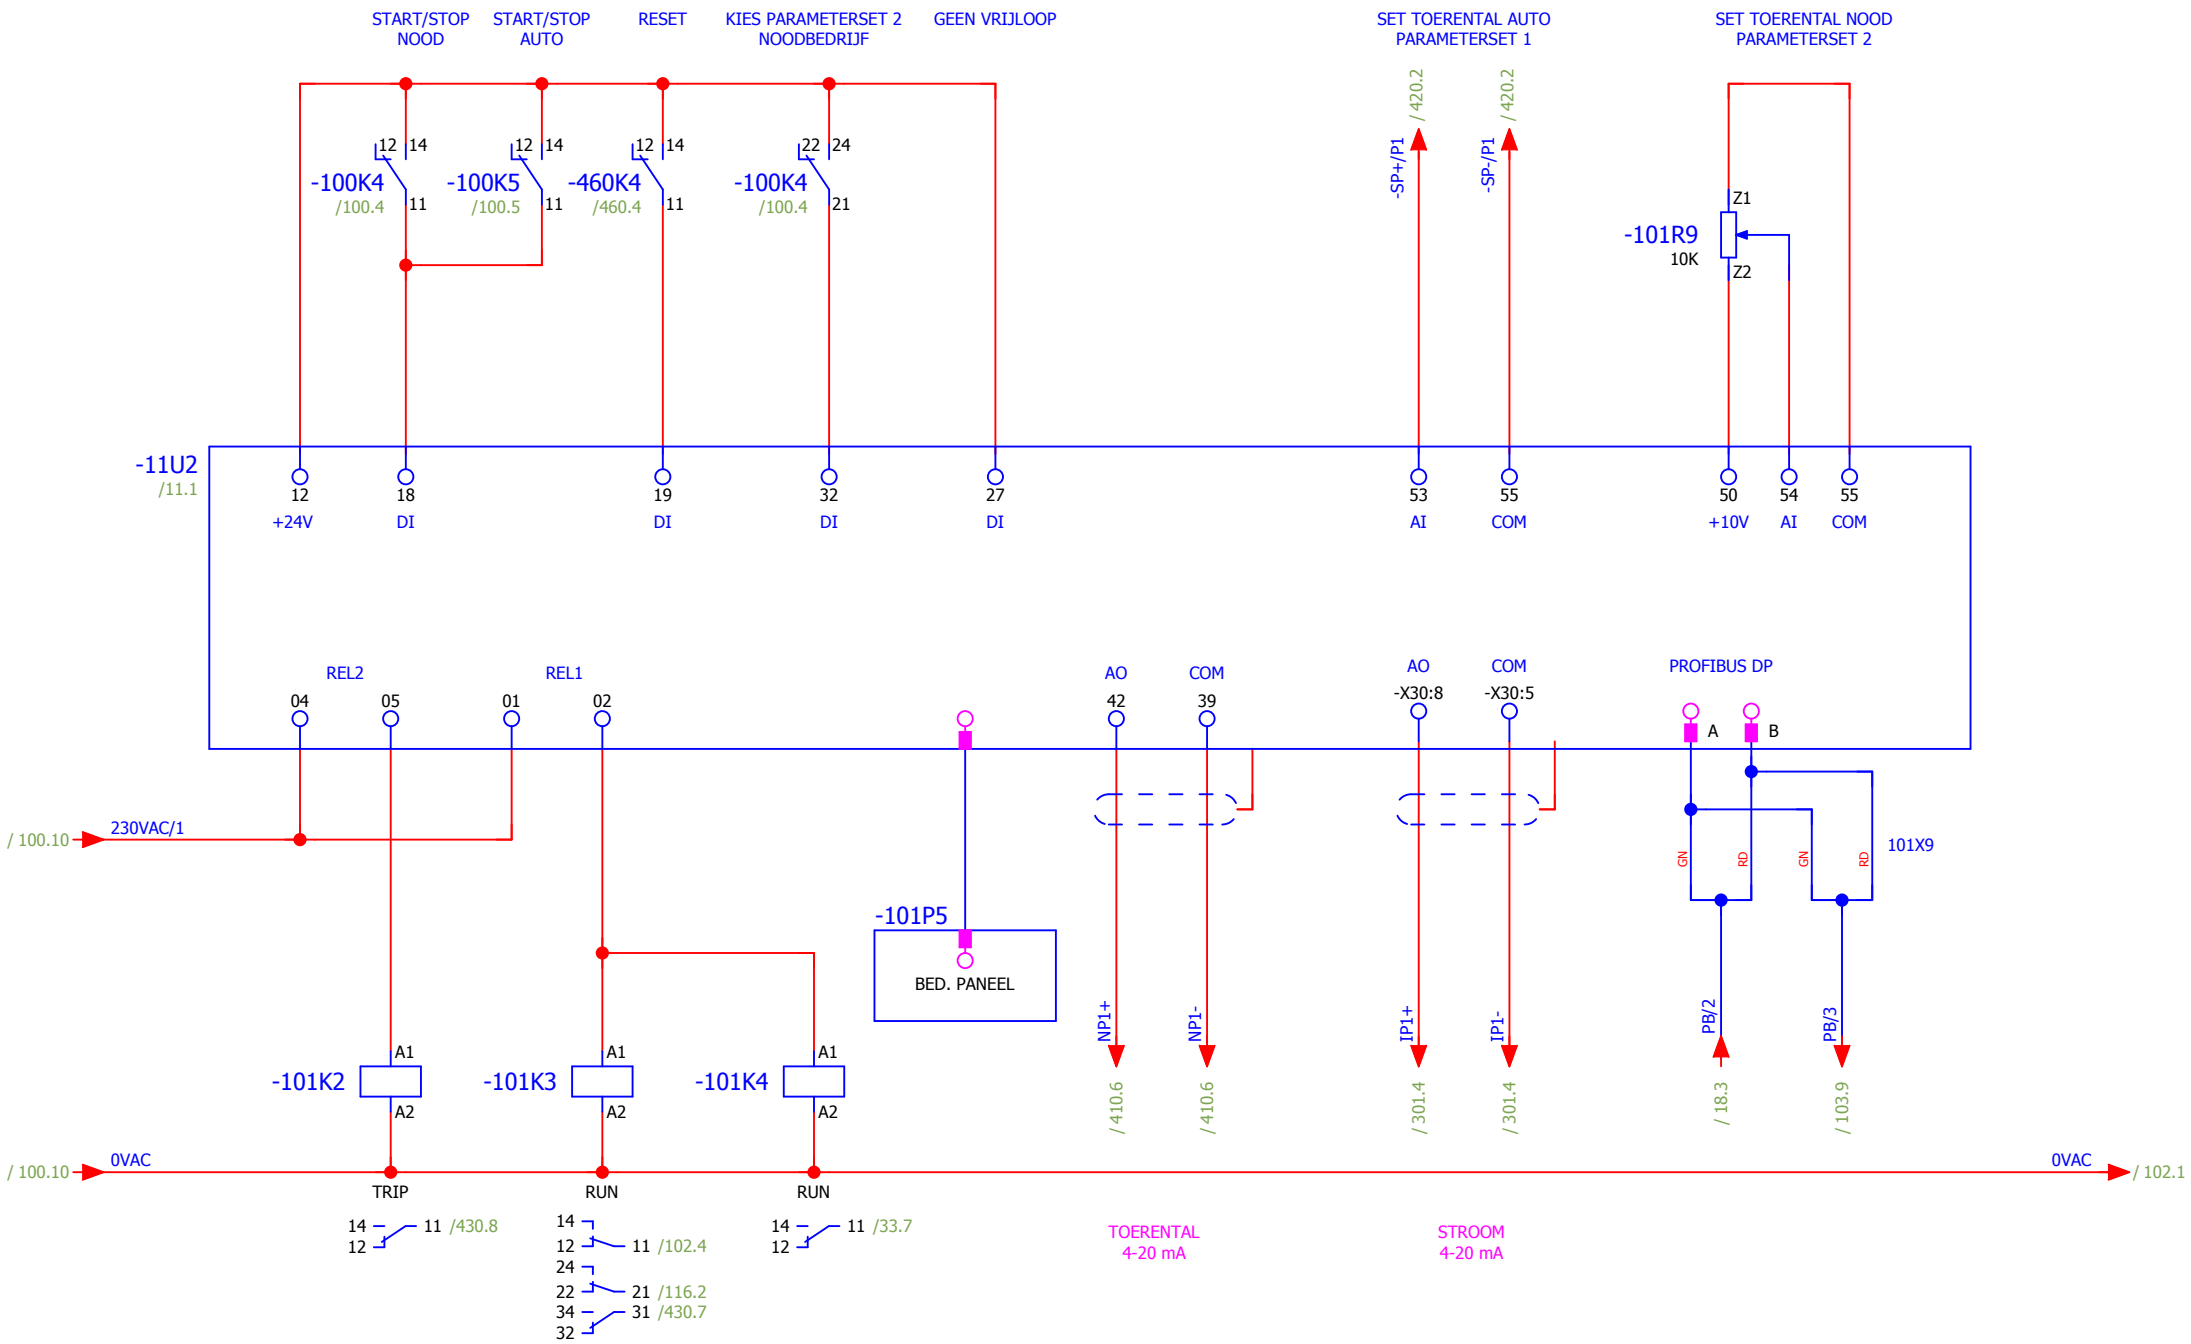 START/STOP
NOOD
START/STOP
AUTO
RESET
KIES PARAMETERSET 2
NOODBEDRIJF
GEEN VRIJLOOP
SET TOERENTAL AUTO
PARAMETERSET 1
SET TOERENTAL NOOD
PARAMETERSET 2
/ 420.2
/ 420.2
-SP+/P1
-SP-/P1
12 14
-100K4
/100.4
11
12 14
-100K5
/100.5
11
12 14
-460K4
/460.4
11
22 24
-100K4
/100.4
21
Z1
-101R9
10K
Z2
-11U2
/11.1
12
+24V
18
DI
19
DI
32
DI
27
DI
53
AI
55
COM
50
+10V
54
AI
55
COM
REL2
04
05
REL1
01
02
AO
42
COM
39
AO
-X30:8
COM
-X30:5
PROFIBUS DP
A
B
/ 100.10
230VAC/1
GN
RD
GN
RD
101X9
-101P5
BED. PANEEL
NP1+
NP1-
IP1+
IP1-
PB/2
PB/3
A1
-101K2
A2
A1
-101K3
A2
A1
-101K4
A2
/ 410.6
/ 410.6
/ 301.4
/ 301.4
/ 18.3
/ 103.9
/ 100.10
0VAC
0VAC
/ 102.1
TRIP
RUN
RUN
14
11 /430.8
12
14
12
11 /102.4
24
22
21 /116.2
34
31 /430.7
32
14
11 /33.7
12
TOERENTAL
4-20 mA
STROOM
4-20 mA